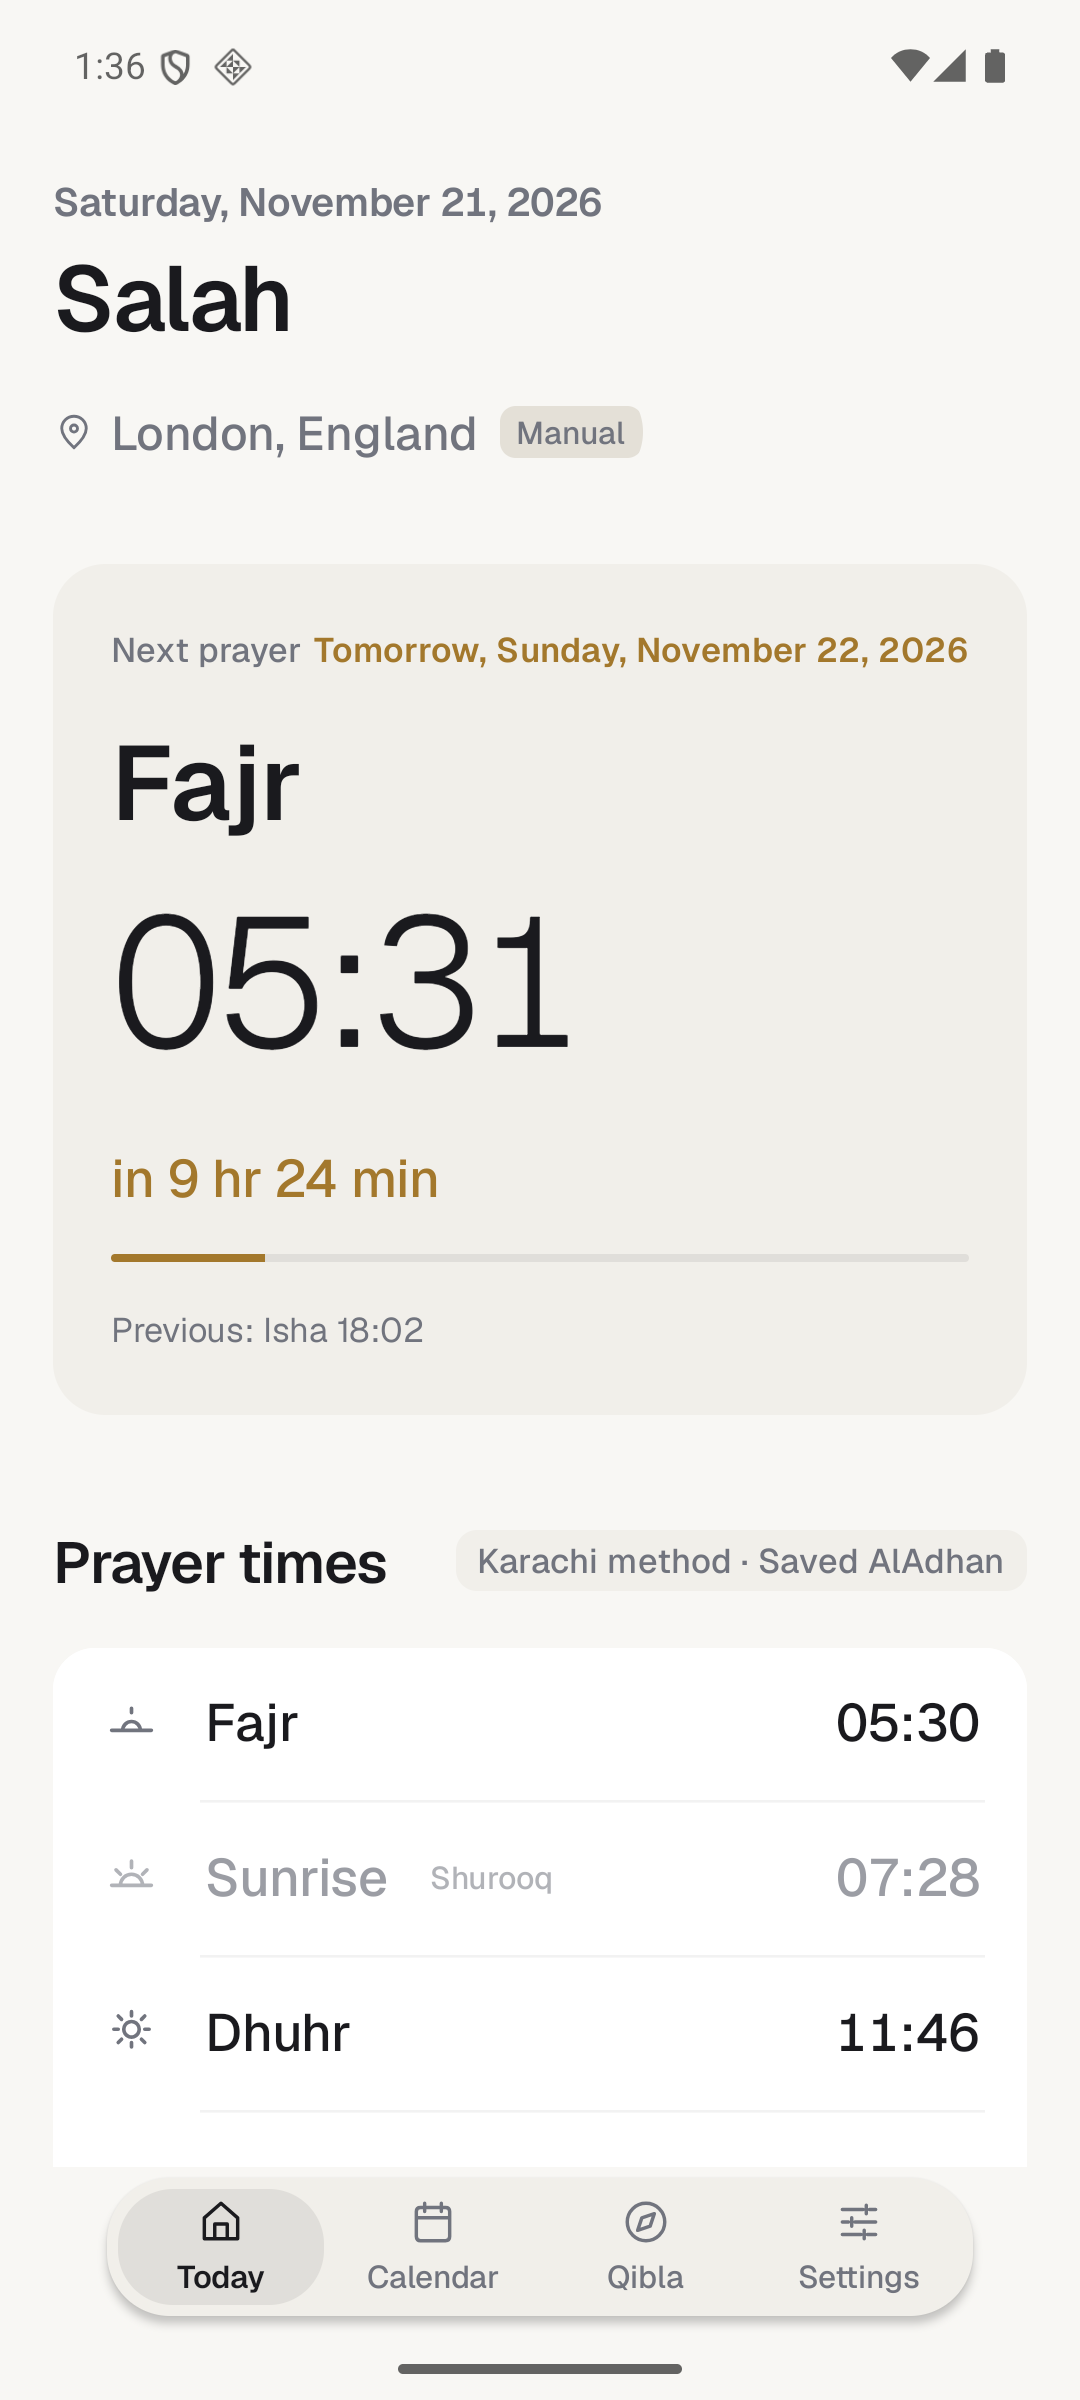 1:36
Saturday, November 21, 2026
Salah
London, England Manual
Next prayer Tomorrow, Sunday, November 22, 2026
Fajr
05:31
in 9 hr 24 min
Previous: Isha 18:02
Prayer times Karachi method · Saved AlAdhan
Fajr 05:30
Sunrise Shurooq 07:28
Dhuhr 11:46
Today Calendar Qibla Settings